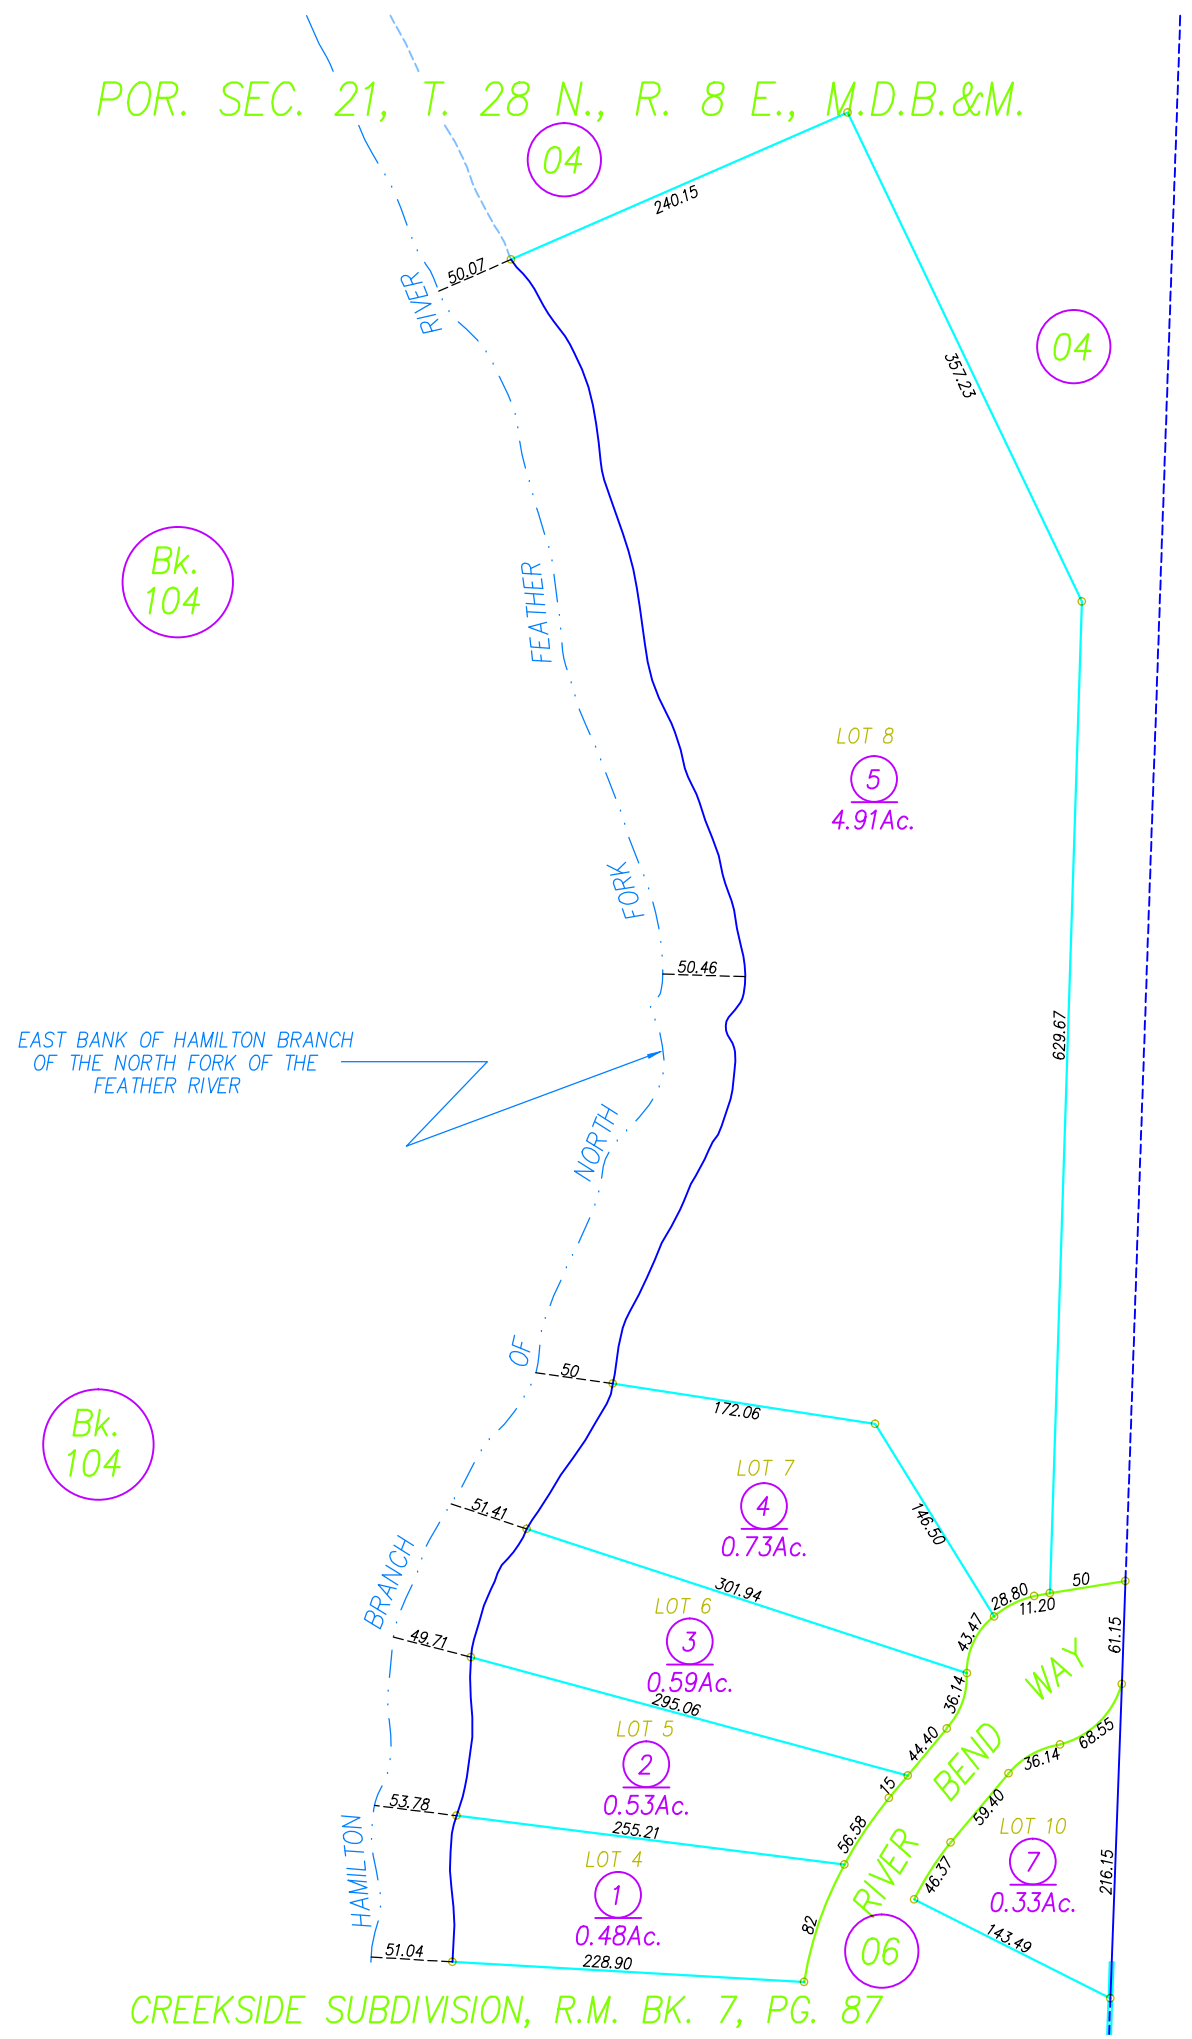 POR. SEC. 21, T. 28 N., R. 8 E., M.D.B.&M.
04
240.15
50.07
RIVER
04
357.23
Bk.
104
FEATHER
LOT 8
5
4.91Ac.
FORK
50.46
629.67
EAST BANK OF HAMILTON BRANCH
OF THE NORTH FORK OF THE
FEATHER RIVER
NORTH
OF
50
172.06
Bk.
104
LOT 7
4
0.73Ac.
51.41
146.50
BRANCH
301.94
50
28.80
11.20
43.47
61.15
LOT 6
3
0.59Ac.
49.71
36.14
WAY
295.06
LOT 5
2
0.53Ac.
44.40
BEND
68.55
36.14
15
53.78
255.21
56.58
59.40
HAMILTON
LOT 4
1
0.48Ac.
RIVER
LOT 10
7
0.33Ac.
46.37
216.15
82
06
143.49
51.04
228.90
CREEKSIDE SUBDIVISION, R.M. BK. 7, PG. 87